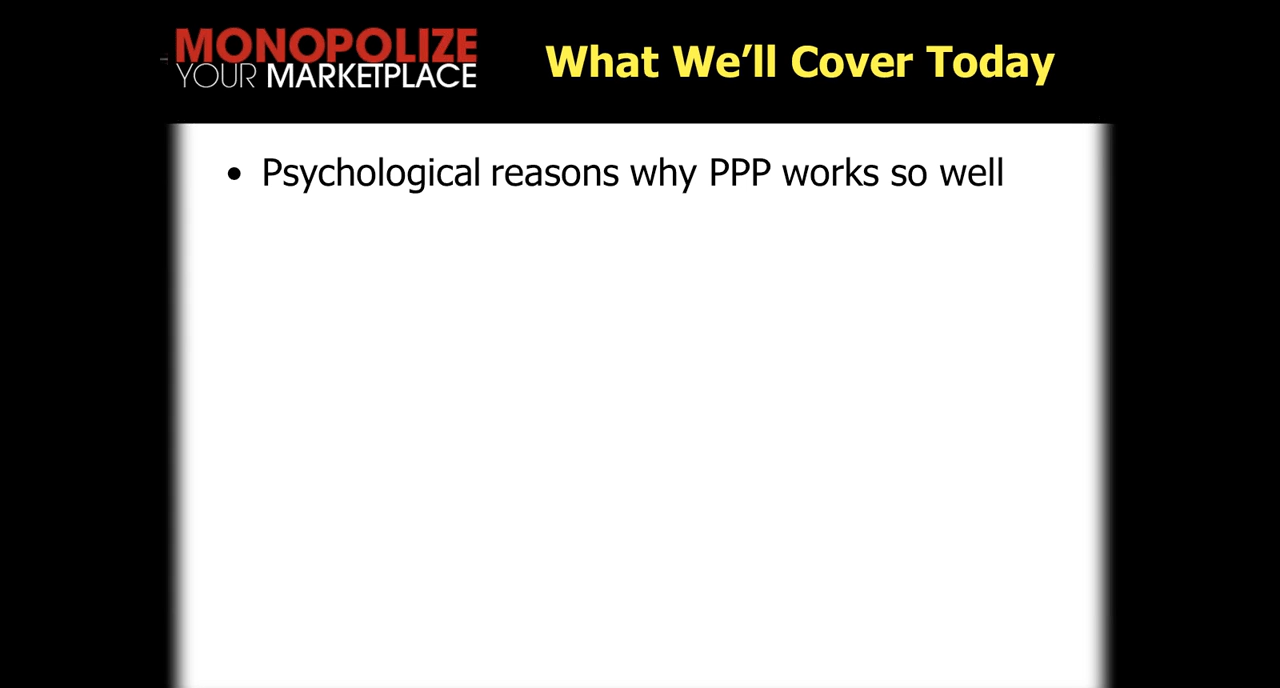 MONOPOLIZE
YOUR MARKETPLACE
What We’ll Cover Today
• Psychological reasons why PPP works so well